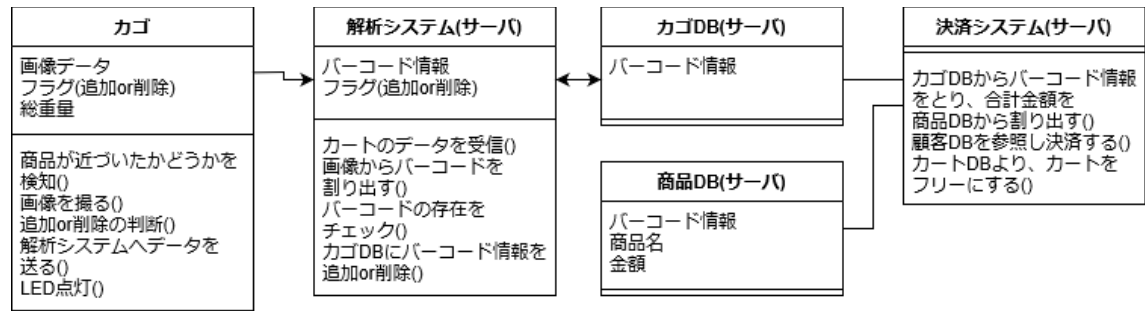 カゴ
画像データ
フラグ(追加or削除)
総重量
商品が近づいたかどうかを
検知()
画像を撮る()
追加or削除の判断()
解析システムへデータを
送る()
LED点灯()
解析システム(サーバ)
バーコード情報
フラグ(追加or削除)
カートのデータを受信()
画像からバーコードを
割り出す()
バーコードの存在を
チェック()
カゴDBにバーコード情報を
追加or削除()
カゴDB(サーバ)
バーコード情報
商品DB(サーバ)
バーコード情報
商品名
金額
決済システム(サーバ)
カゴDBからバーコード情報
をとり、合計金額を
商品DBから割り出す()
顧客DBを参照し決済する()
カートDBより、カートを
フリーにする()